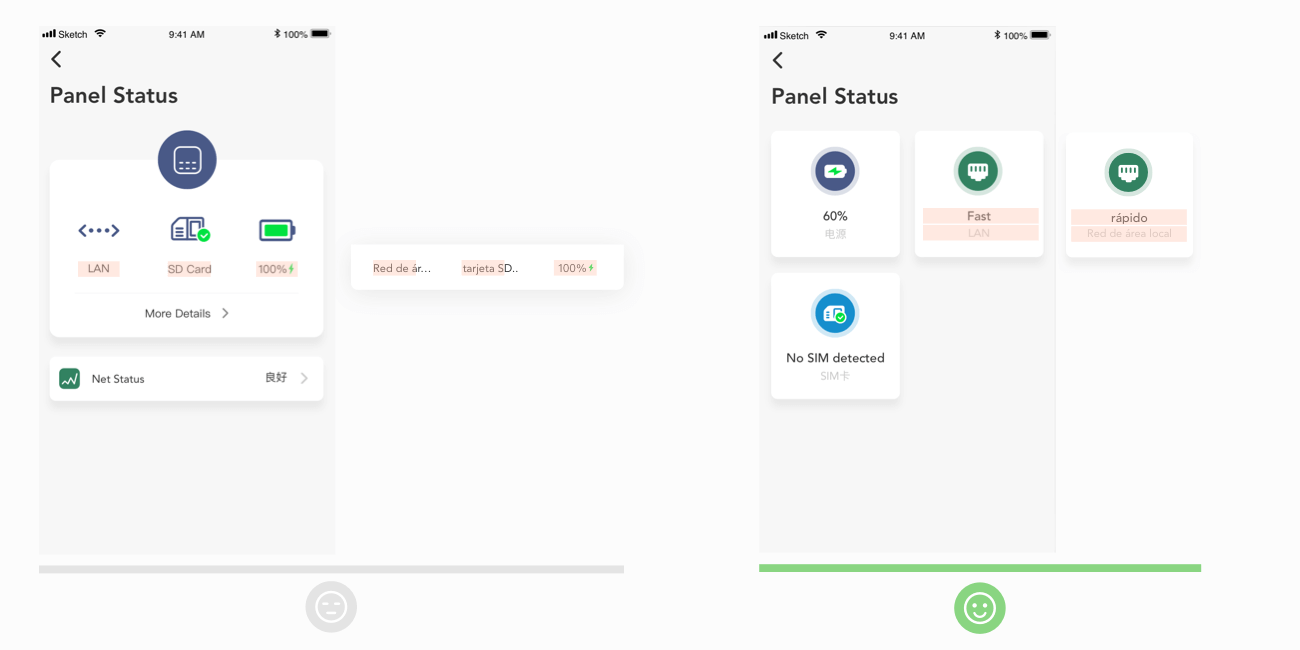 Sketch 9:41 AM 100%
Panel Status
LAN SD Card 100%
More Details
Net Status 良好
Red de ár... tarjeta SD.. 100%
Sketch 9:41 AM 100%
Panel Status
60%
电源
Fast
LAN
rápido
Red de área local
No SIM detected
SIM卡